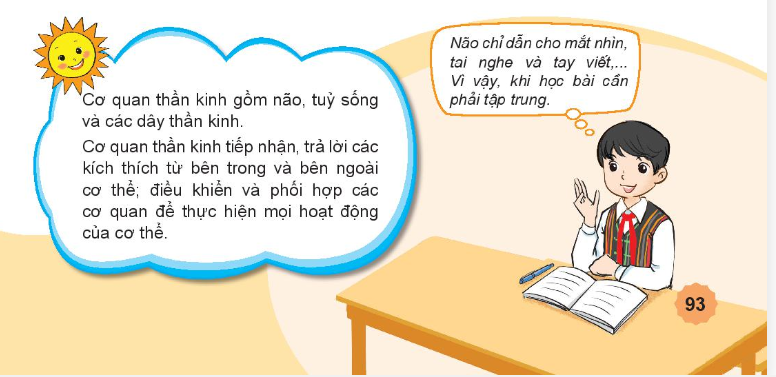 Cơ quan thần kinh gồm não, tuỷ sống
và các dây thần kinh.
Cơ quan thần kinh tiếp nhận, trả lời các
kích thích từ bên trong và bên ngoài
cơ thể; điều khiển và phối hợp các
cơ quan để thực hiện mọi hoạt động
của cơ thể.
Não chỉ dẫn cho mắt nhìn,
tai nghe và tay viết,...
Vì vậy, khi học bài cần
phải tập trung.
93